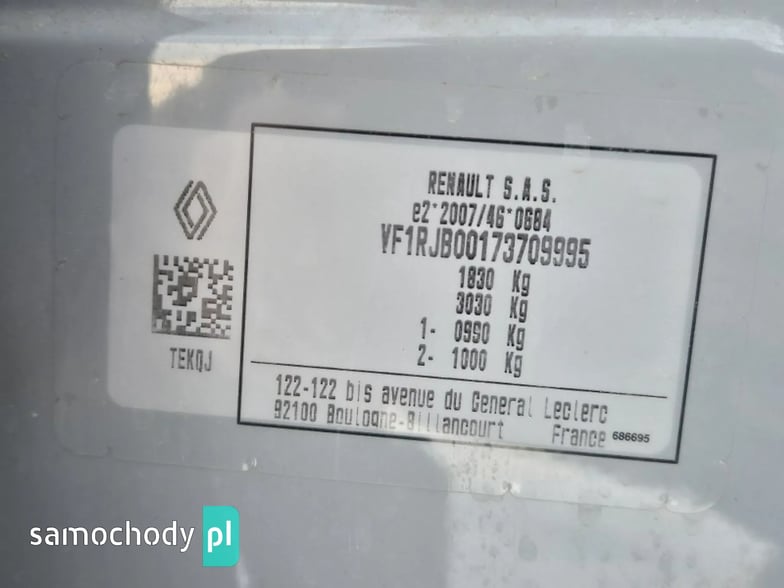 RENAULT S.A.S.
e2*2007/46*0684
VF1RJB00173709995
1830 Kg
3030 Kg
1- 0990 Kg
2- 1000 Kg
TEKQJ
122-122 bis avenue du General Leclerc
92100 Boulogne-Billancourt France 686695
samochody pl